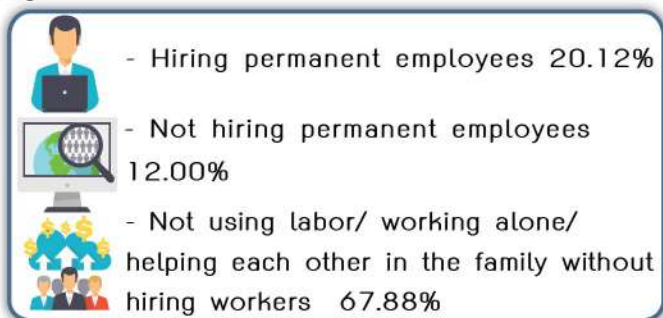 - Hiring permanent employees 20.12%
- Not hiring permanent employees
12.00%
- Not using labor/ working alone/
helping each other in the family without
hiring workers 67.88%